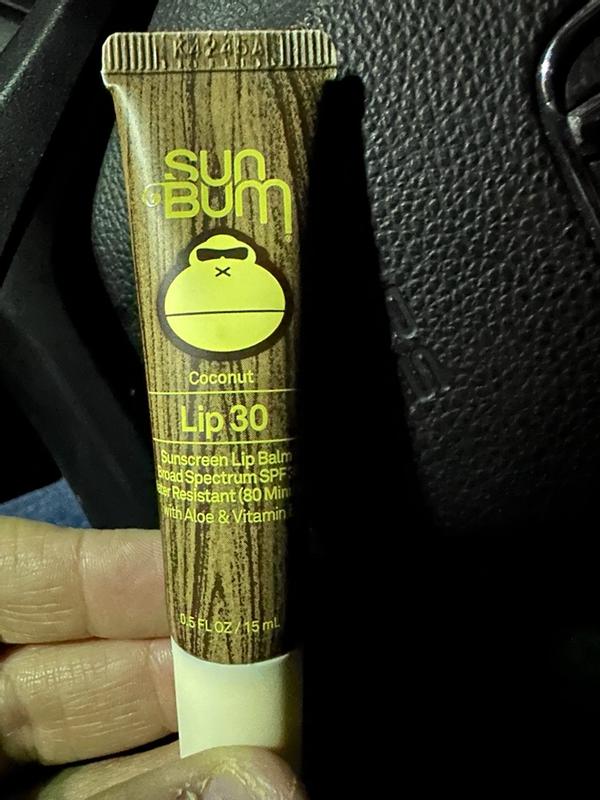 K4245A
sun
BUM
®
Coconut
Lip 30
Sunscreen Lip Balm
Broad Spectrum SPF
Resistant (80
with Aloe & Vitamin
0.5 FL OZ / 15 mL